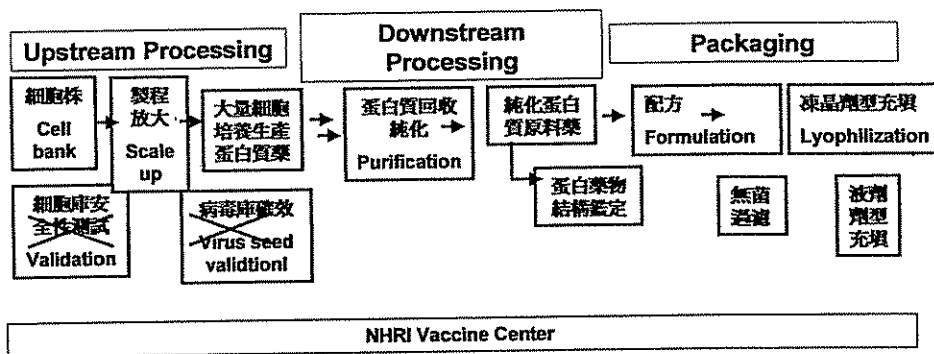 Upstream Processing
Downstream
Processing
Packaging
細胞株
Cell
bank
製程
放大
Scale
up
大量細胞
培養生產
蛋白質藥
蛋白質回收
純化
Purification
純化蛋白
質原料藥
配方
Formulation
凍晶劑型充填
Lyophilization
細胞庫安
全性測試
Validation
病毒庫確效
Virus seed
validtionl
蛋白藥物
結構鑑定
無菌
過濾
液劑
劑型
充填
NHRI Vaccine Center